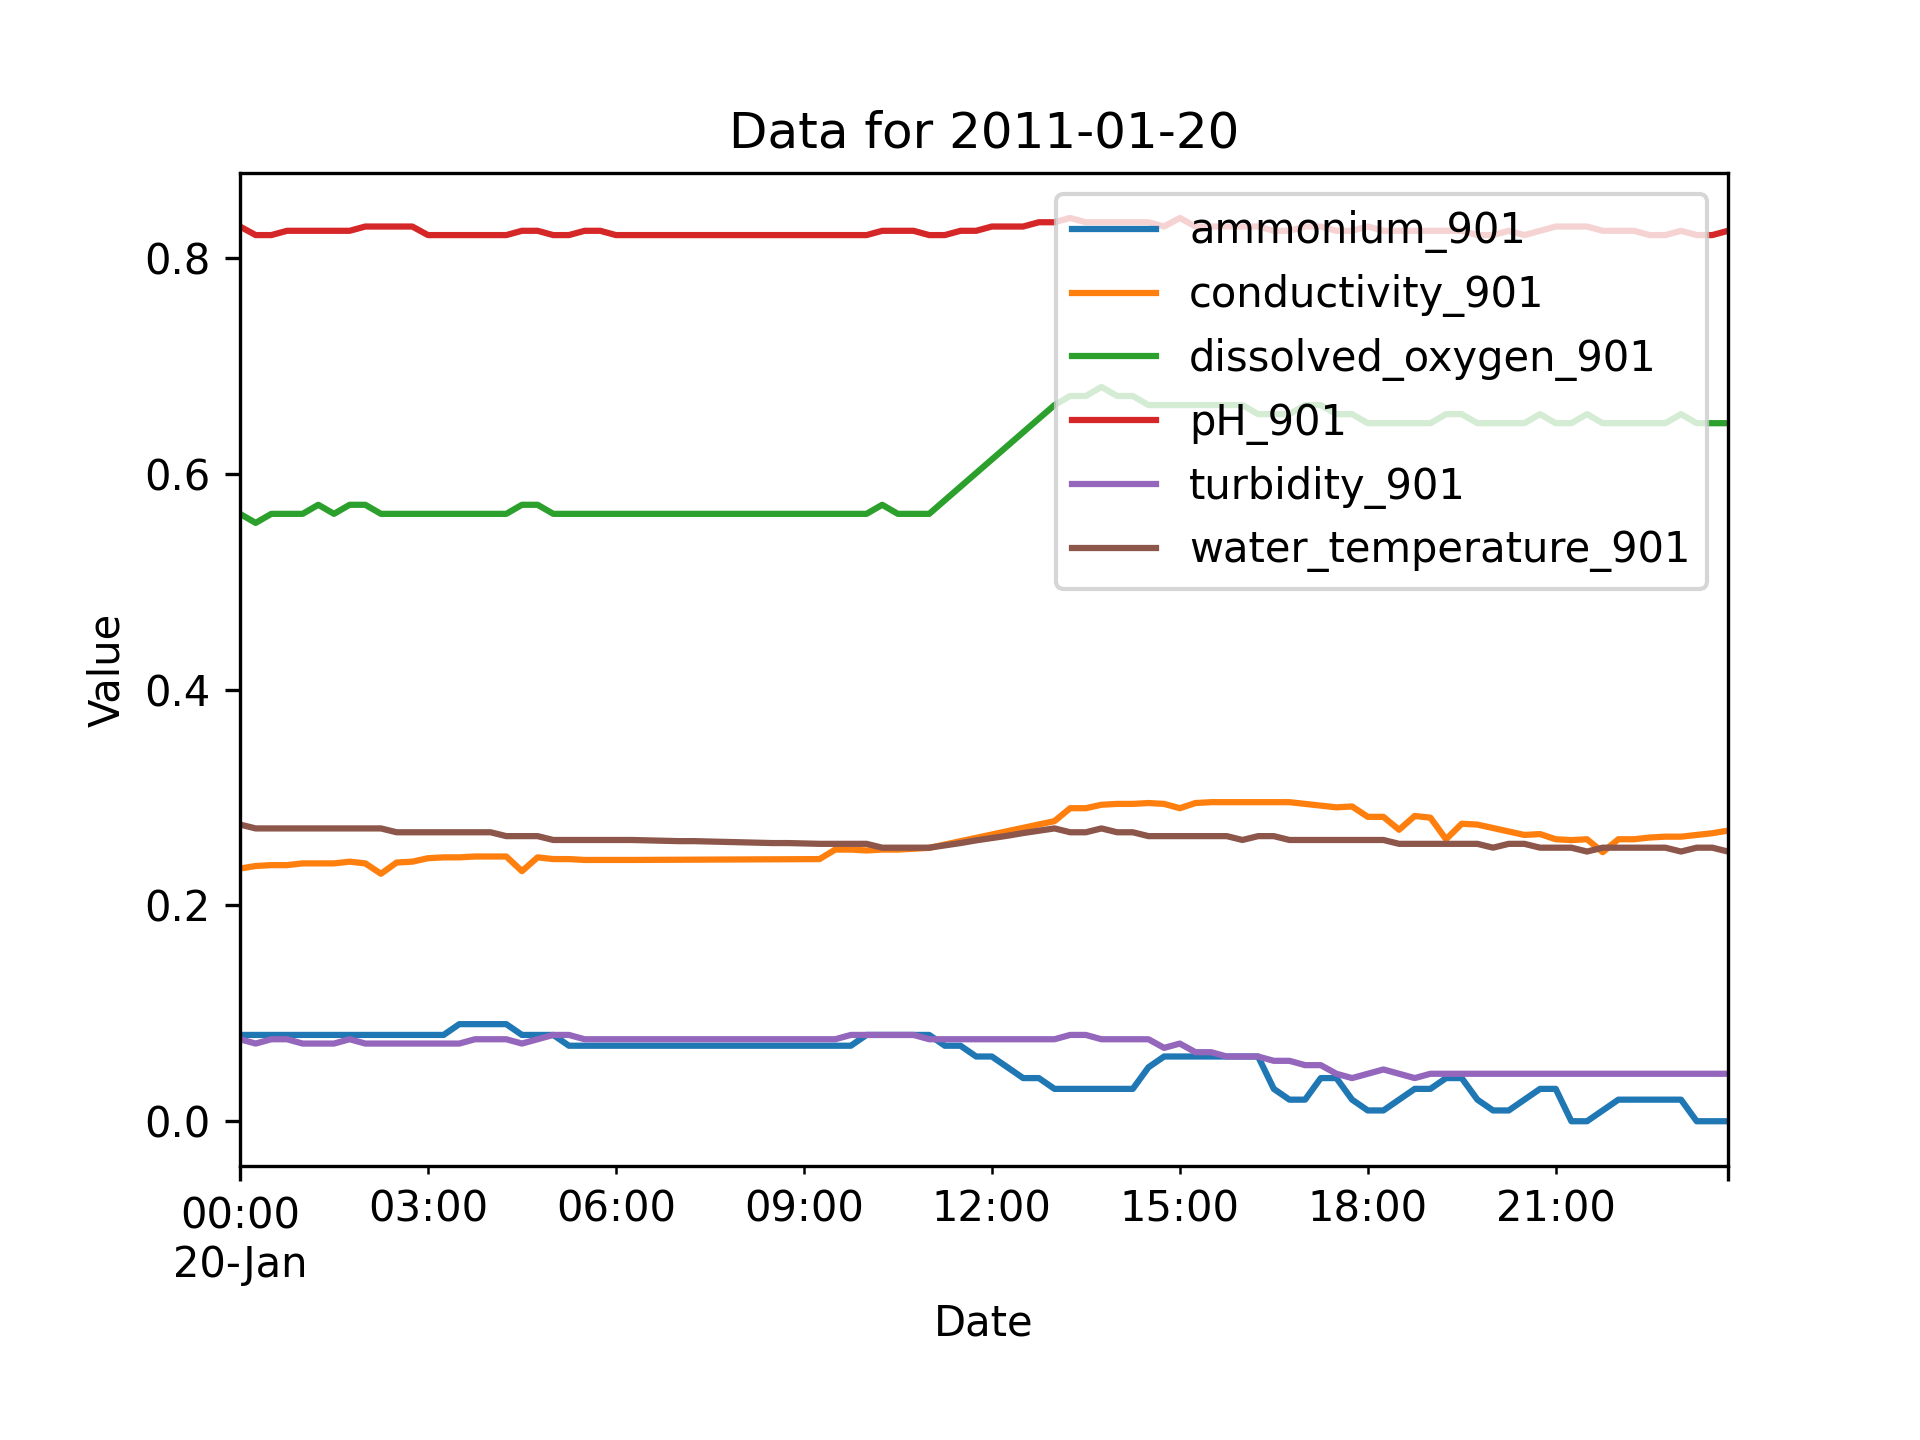 Data for 2011-01-20
ammonium_901
conductivity_901
dissolved_oxygen_901
pH_901
turbidity_901
water_temperature_901
Value
0.8
0.6
0.4
0.2
0.0
00:00 03:00 06:00 09:00 12:00 15:00 18:00 21:00
20-Jan
Date